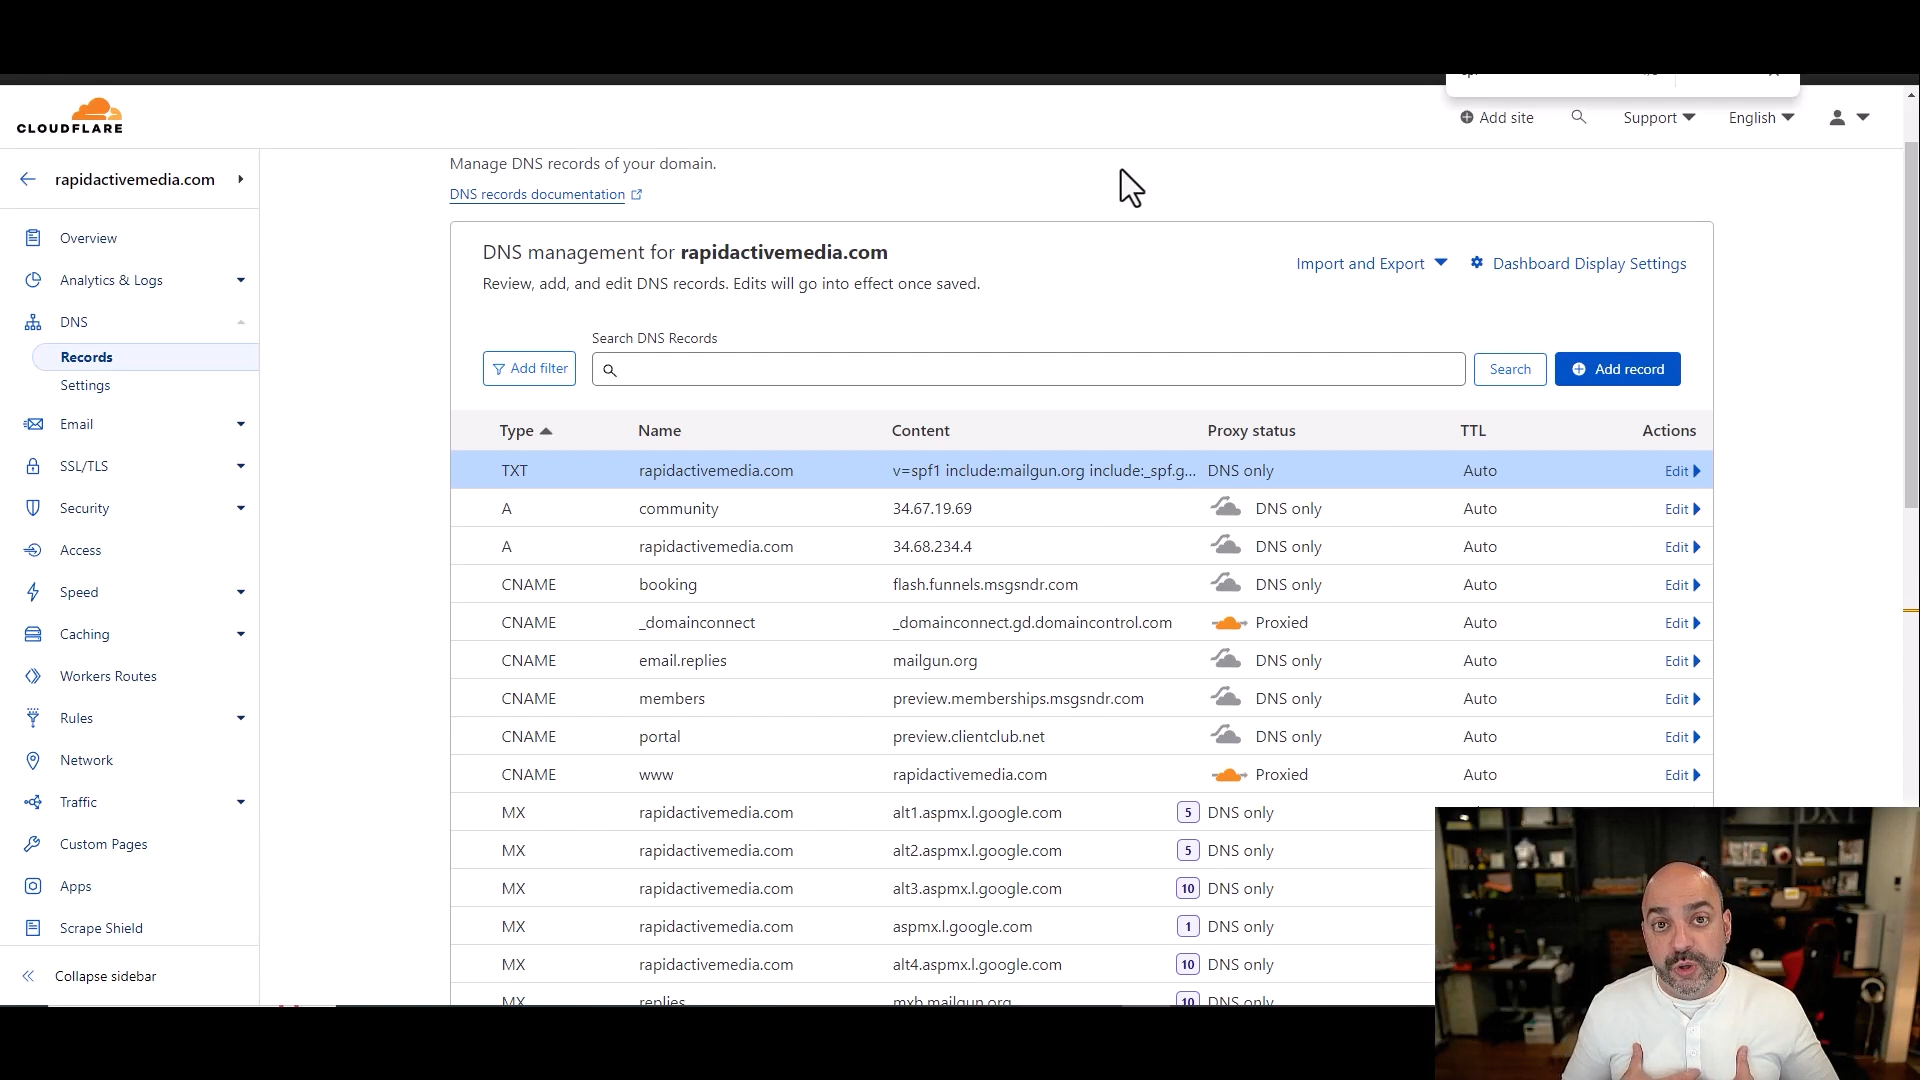 CLOUDFLARE
Add site
Support
English
rapidactivemedia.com
Overview
Analytics & Logs
DNS
Records
Settings
Email
SSL/TLS
Security
Access
Speed
Caching
Workers Routes
Rules
Network
Traffic
Custom Pages
Apps
Scrape Shield
Collapse sidebar
Manage DNS records of your domain.
DNS records documentation
DNS management for rapidactivemedia.com
Review, add, and edit DNS records. Edits will go into effect once saved.
Import and Export
Dashboard Display Settings
Search DNS Records
Add filter
Search
Add record
Type Name Content Proxy status TTL Actions
TXT rapidactivemedia.com v=spf1 include:mailgun.org include:_spf.g... DNS only Auto Edit
A community 34.67.19.69 DNS only Auto Edit
A rapidactivemedia.com 34.68.234.4 DNS only Auto Edit
CNAME booking flash.funnels.msgsndr.com DNS only Auto Edit
CNAME _domainconnect _domainconnect.gd.domaincontrol.com Proxied Auto Edit
CNAME email.replies mailgun.org DNS only Auto Edit
CNAME members preview.memberships.msgsndr.com DNS only Auto Edit
CNAME portal preview.clientclub.net DNS only Auto Edit
CNAME www rapidactivemedia.com Proxied Auto Edit
MX rapidactivemedia.com alt1.aspmx.l.google.com 5 DNS only
MX rapidactivemedia.com alt2.aspmx.l.google.com 5 DNS only
MX rapidactivemedia.com alt3.aspmx.l.google.com 10 DNS only
MX rapidactivemedia.com aspmx.l.google.com 1 DNS only
MX rapidactivemedia.com alt4.aspmx.l.google.com 10 DNS only
MX replies mxb.mailgun.org 10 DNS only